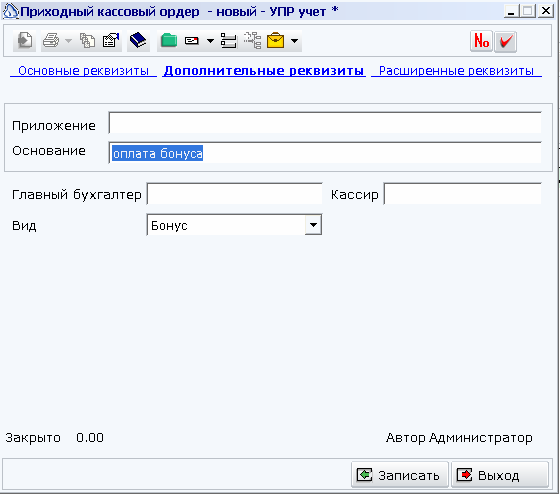 Приходный кассовый ордер - новый - УПР учет *
No
Основные реквизиты Дополнительные реквизиты Расширенные реквизиты
Приложение
Основание оплата бонуса
Главный бухгалтер Кассир
Вид Бонус
Закрыто 0.00 Автор Администратор
Записать Выход